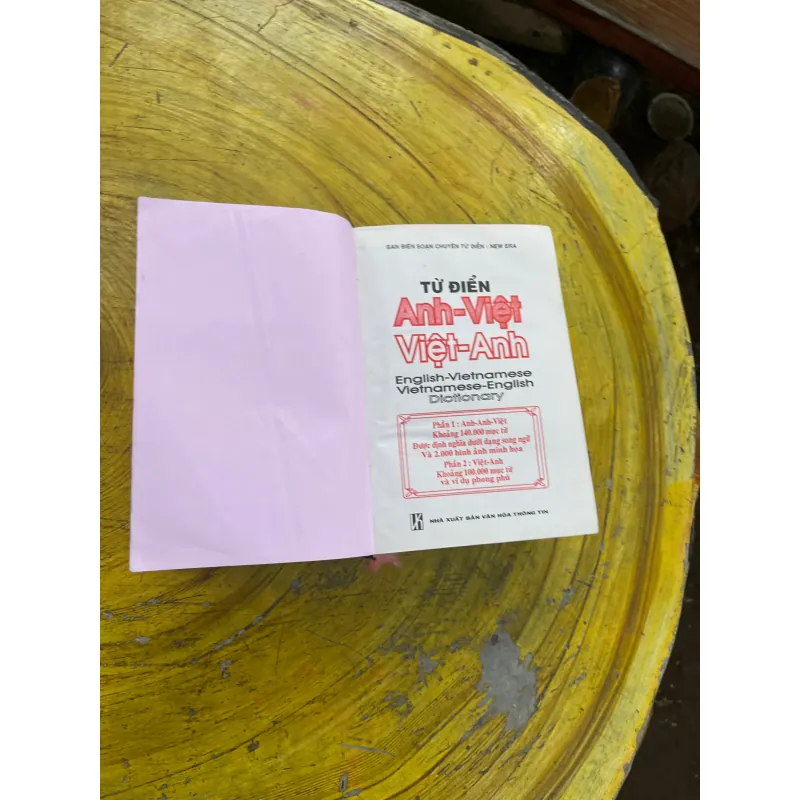 BAN BIÊN SOẠN CHUYÊN TỪ ĐIỂN : NEW ERA
TỪ ĐIỂN
Anh-Việt
Việt-Anh
English-Vietnamese
Vietnamese-English
Dictionary
Phần 1 : Anh-Anh-Việt
Khoảng 140.000 mục từ
Được định nghĩa dưới dạng song ngữ
Và 2.000 hình ảnh minh họa
Phần 2 : Việt-Anh
Khoảng 100.000 mục từ
và ví dụ phong phú
NHÀ XUẤT BẢN VĂN HÓA THÔNG TIN